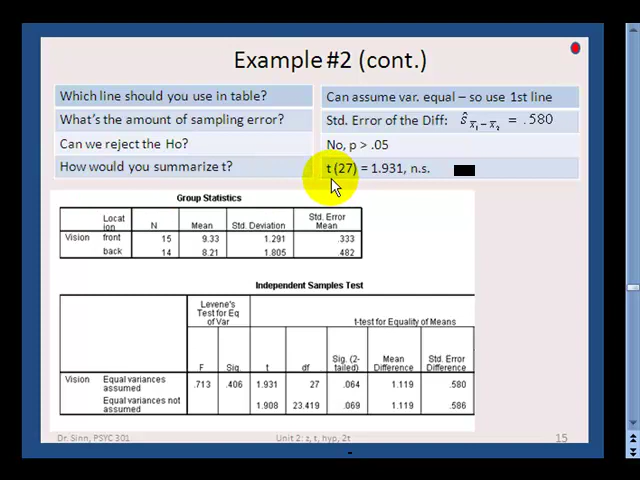 Example #2 (cont.)
Which line should you use in table?
Can assume var. equal – so use 1st line
What's the amount of sampling error?
Std. Error of the Diff: ŝ X̄1−X̄2 = .580
Can we reject the Ho?
No, p > .05
How would you summarize t?
t (27) = 1.931, n.s.
Group Statistics
Locat ion N Mean Std. Deviation Std. Error Mean
Vision front 15 9.33 1.291 .333
back 14 8.21 1.805 .482
Independent Samples Test
Levene's Test for Eq of Var
t-test for Equality of Means
F Sig. t df Sig. (2-tailed) Mean Difference Std. Error Difference
Vision Equal variances assumed .713 .406 1.931 27 .064 1.119 .580
Equal variances not assumed 1.908 23.419 .069 1.119 .586
Dr. Sinn, PSYC 301
Unit 2: z, t, hyp, 2t
15